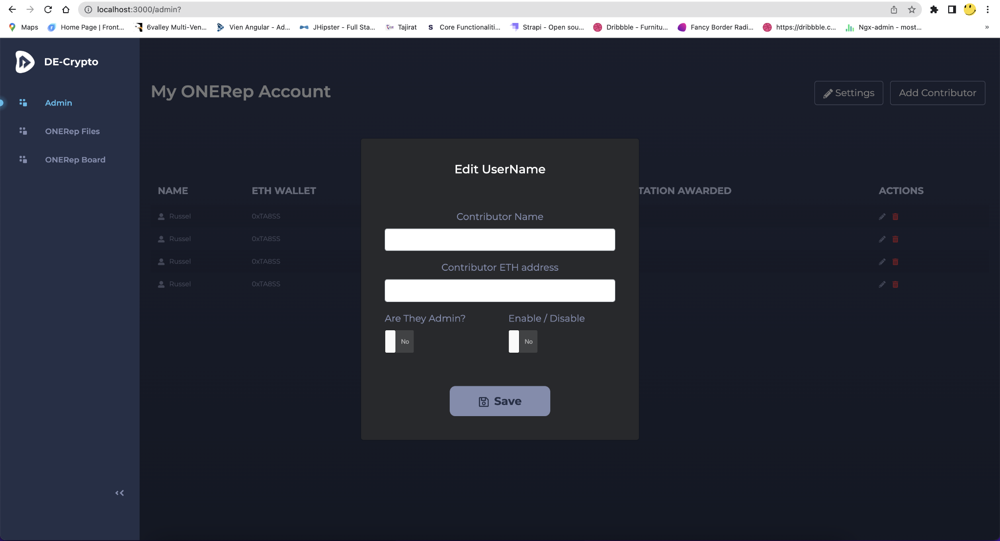 localhost:3000/admin?
Maps
Home Page | Front...
6valley Multi-Ven...
Vien Angular - Ad...
JHipster - Full Sta...
Tajirat
S
Core Functionaliti...
Strapi - Open sou...
Dribbble - Furnitu...
Fancy Border Radi...
https://dribbble.c...
Ngx-admin - most...
»
DE-Crypto
Admin
ONERep Files
ONERep Board
My ONERep Account
Settings
Add Contributor
NAME ETH WALLET TATION AWARDED ACTIONS
Russel 0xTA8SS
Russel 0xTA8SS
Russel 0xTA8SS
Russel 0xTA8SS
Edit UserName
Contributor Name
Contributor ETH address
Are They Admin? Enable / Disable
No No
Save